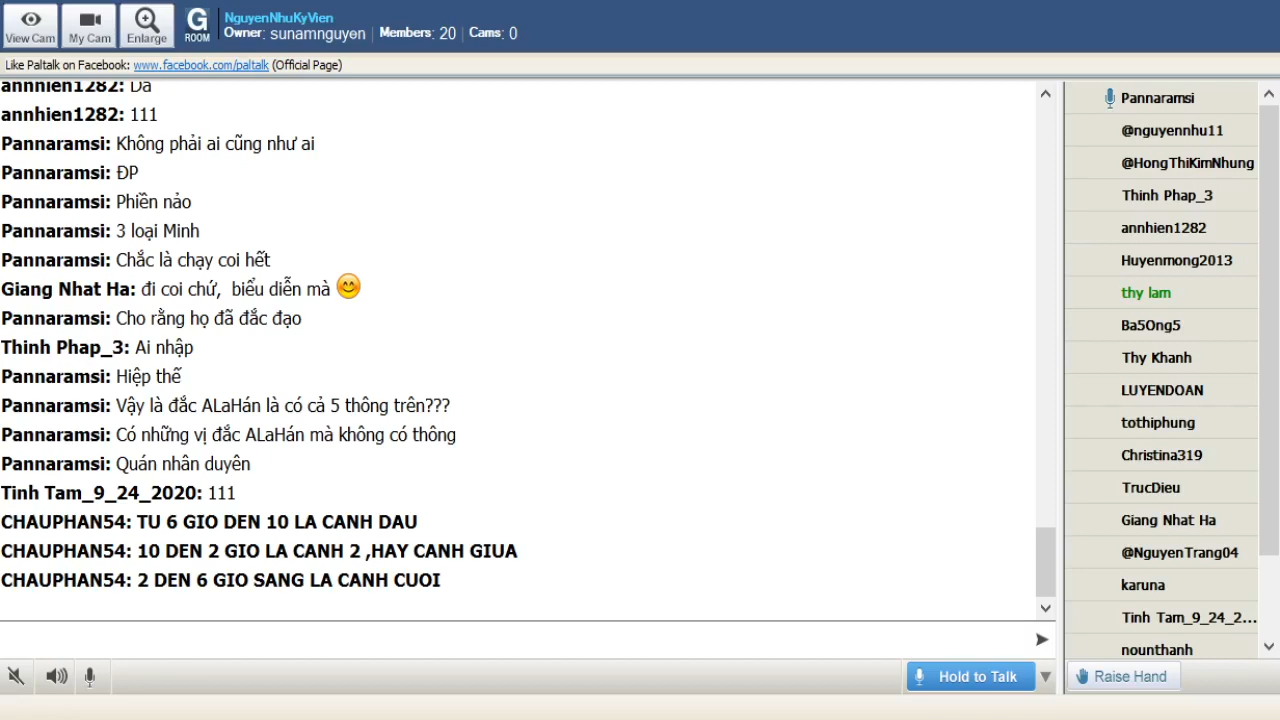 View Cam
My Cam
Enlarge
G
ROOM
NguyenNhuKyVien
Owner: sunamnguyen | Members: 20 | Cams: 0
Like Paltalk on Facebook: www.facebook.com/paltalk (Official Page)
annhien1282: Dạ
annhien1282: 111
Pannaramsi: Không phải ai cũng như ai
Pannaramsi: ĐP
Pannaramsi: Phiền nảo
Pannaramsi: 3 loại Minh
Pannaramsi: Chắc là chạy coi hết
Giang Nhat Ha: đi coi chứ, biểu diễn mà
Pannaramsi: Cho rằng họ đã đắc đạo
Thinh Phap_3: Ai nhập
Pannaramsi: Hiệp thế
Pannaramsi: Vậy là đắc ALaHán là có cả 5 thông trên???
Pannaramsi: Có những vị đắc ALaHán mà không có thông
Pannaramsi: Quán nhân duyên
Tinh Tam_9_24_2020: 111
CHAUPHAN54: TU 6 GIO DEN 10 LA CANH DAU
CHAUPHAN54: 10 DEN 2 GIO LA CANH 2 ,HAY CANH GIUA
CHAUPHAN54: 2 DEN 6 GIO SANG LA CANH CUOI
Pannaramsi
@nguyennhu11
@HongThiKimNhung
Thinh Phap_3
annhien1282
Huyenmong2013
thy lam
Ba5Ong5
Thy Khanh
LUYENDOAN
tothiphung
Christina319
TrucDieu
Giang Nhat Ha
@NguyenTrang04
karuna
Tinh Tam_9_24_2...
nounthanh
Hold to Talk
Raise Hand